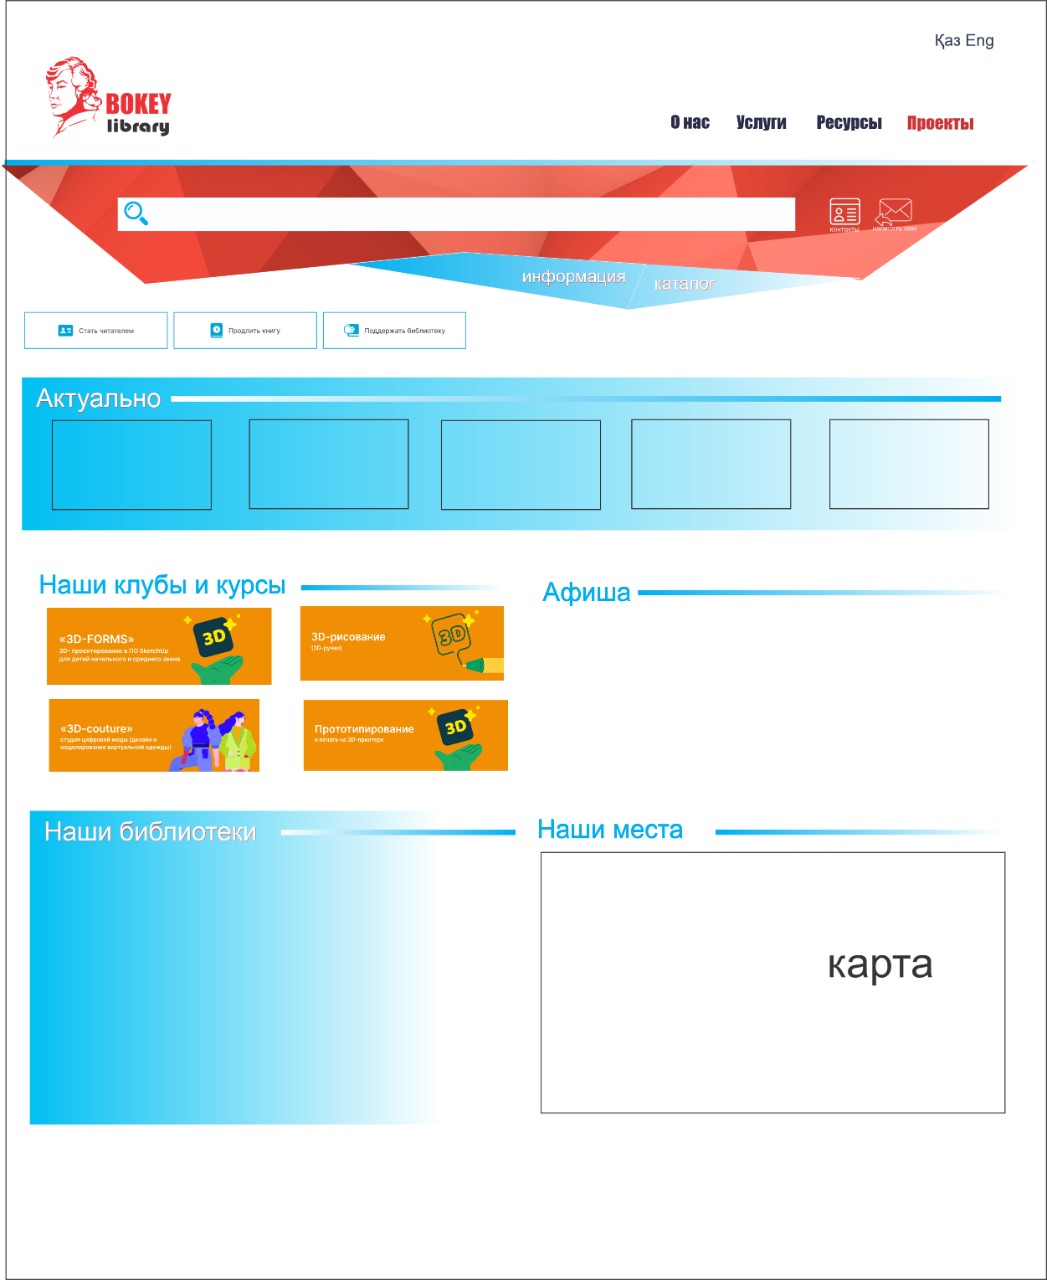 Қаз Eng
BOKEY
library
О нас Услуги Ресурсы Проекты
контакты написать нам
информация каталог
Стать читателем Продлить книгу Поддержать библиотеку
Актуально
Наши клубы и курсы
Афиша
«3D-FORMS»
3D- проектирование в ПО SketchUp
для детей начального и среднего звена
3D
3D-рисование
(3D-ручки)
3D
«3D-couture»
студия цифровой моды (дизайн и
моделирование виртуальной одежды)
Прототипирование
и печать на 3D-принтере
3D
Наши библиотеки
Наши места
карта